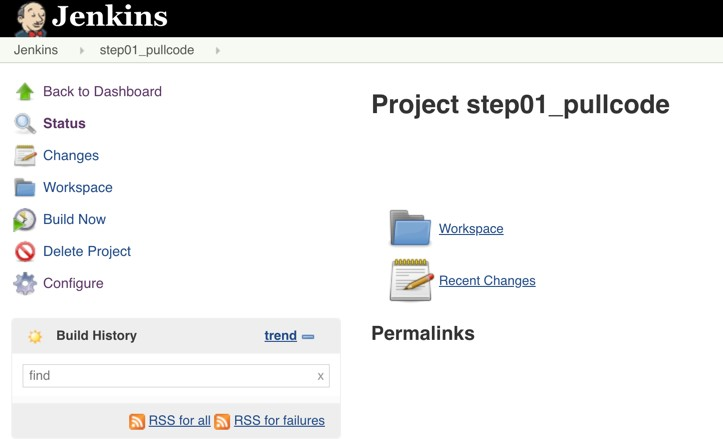 Jenkins
Jenkins step01_pullcode
Back to Dashboard
Status
Changes
Workspace
Build Now
Delete Project
Configure
Build History trend
find x
RSS for all RSS for failures
Project step01_pullcode
Workspace
Recent Changes
Permalinks